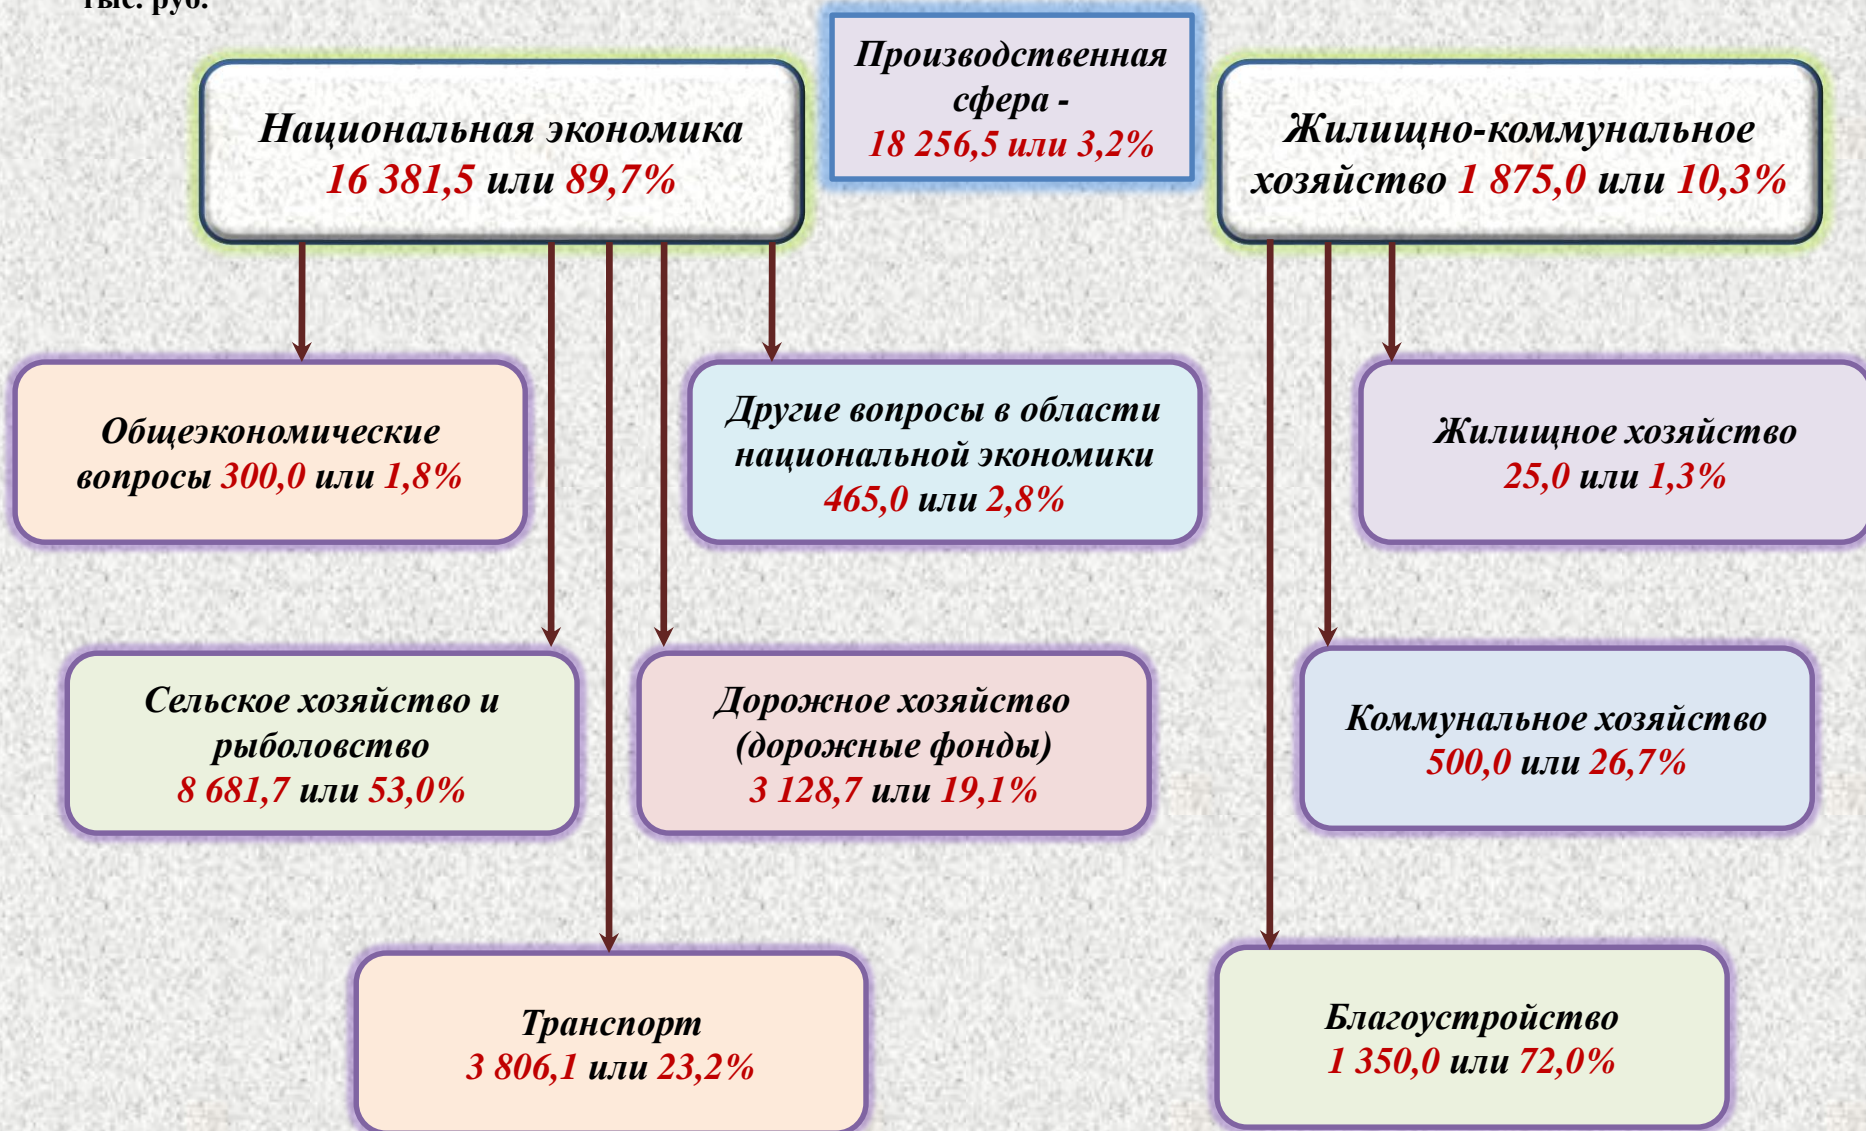 тыс. руб.
Производственная
сфера -
18 256,5 или 3,2%
Национальная экономика
16 381,5 или 89,7%
Жилищно-коммунальное
хозяйство 1 875,0 или 10,3%
Общеэкономические
вопросы 300,0 или 1,8%
Другие вопросы в области
национальной экономики
465,0 или 2,8%
Жилищное хозяйство
25,0 или 1,3%
Сельское хозяйство и
рыболовство
8 681,7 или 53,0%
Дорожное хозяйство
(дорожные фонды)
3 128,7 или 19,1%
Коммунальное хозяйство
500,0 или 26,7%
Транспорт
3 806,1 или 23,2%
Благоустройство
1 350,0 или 72,0%